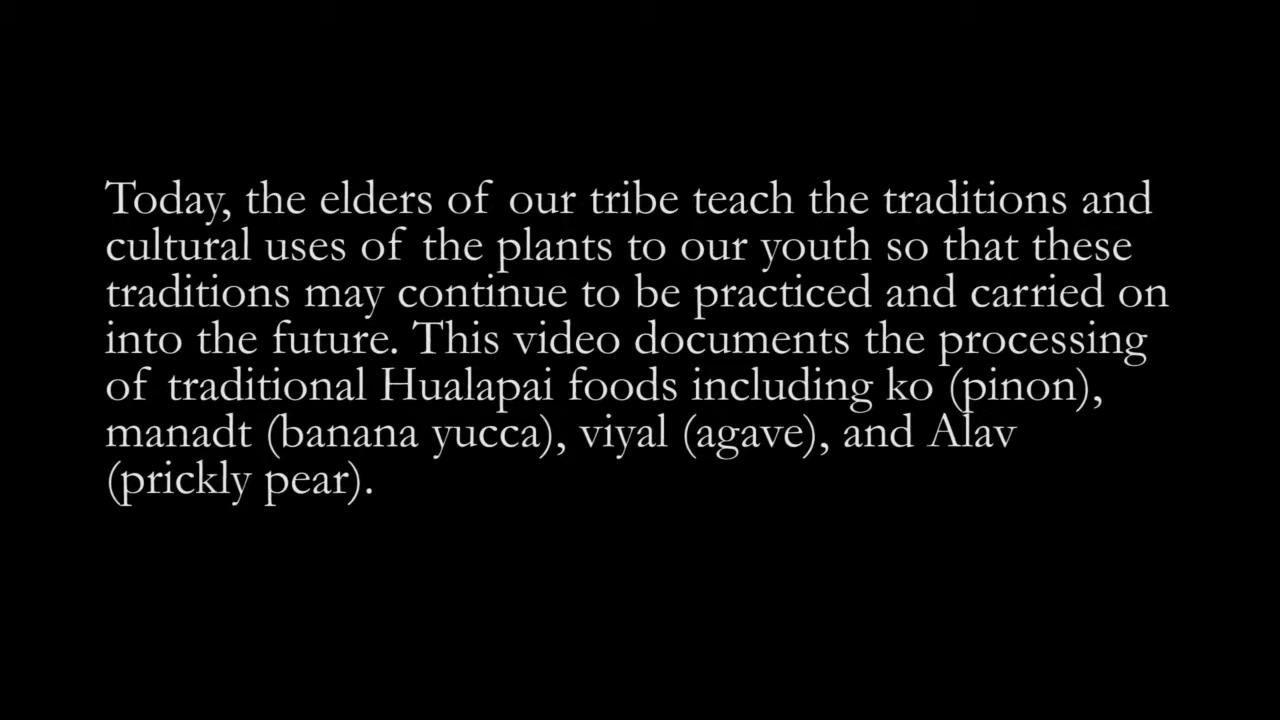 Today, the elders of our tribe teach the traditions and
cultural uses of the plants to our youth so that these
traditions may continue to be practiced and carried on
into the future. This video documents the processing
of traditional Hualapai foods including ko (pinon),
manadt (banana yucca), viyal (agave), and Alav
(prickly pear).